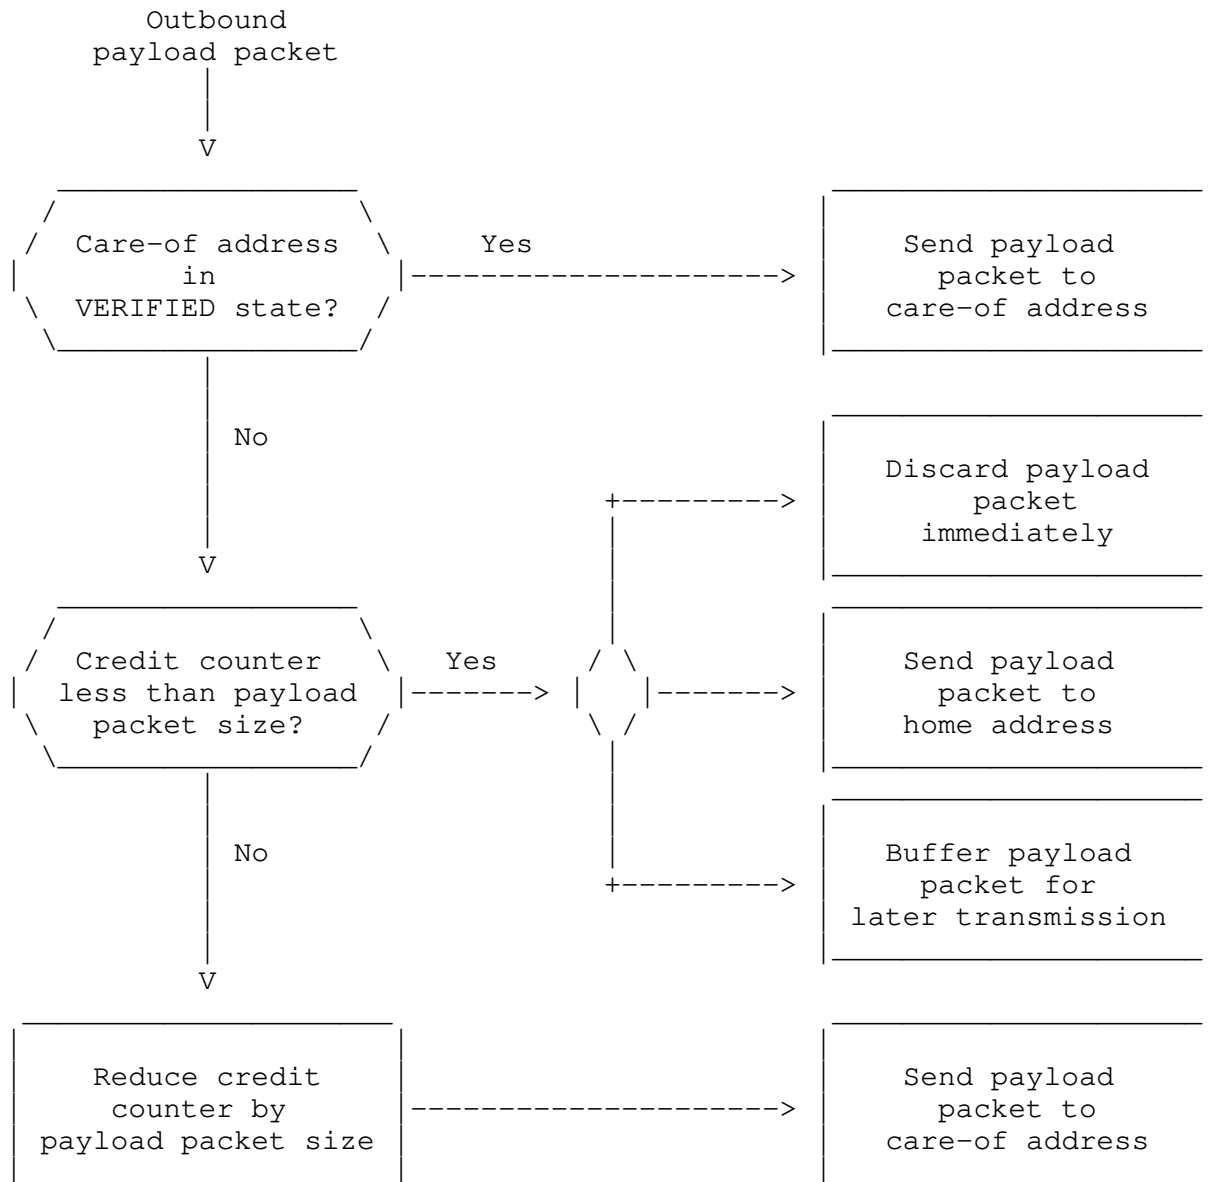 Outbound
payload packet
Care-of address
in
VERIFIED state?
Yes
Send payload
packet to
care-of address
No
Discard payload
packet
immediately
Credit counter
less than payload
packet size?
Yes
Send payload
packet to
home address
No
Buffer payload
packet for
later transmission
Reduce credit
counter by
payload packet size
Send payload
packet to
care-of address